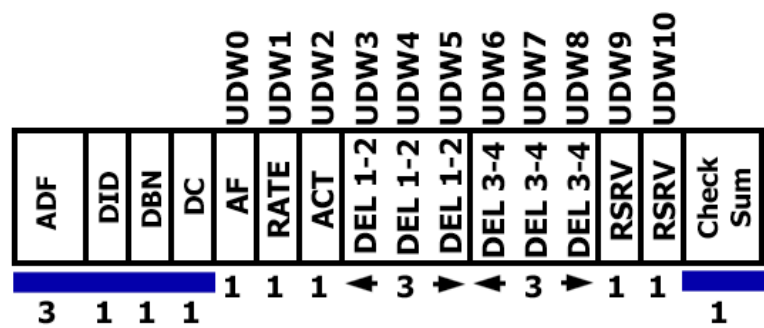 UDW0 UDW1 UDW2 UDW3 UDW4 UDW5 UDW6 UDW7 UDW8 UDW9 UDW10
ADF DID DBN DC AF RATE ACT DEL 1-2 DEL 1-2 DEL 1-2 DEL 3-4 DEL 3-4 DEL 3-4 RSRV RSRV Check Sum
1 1 1 3 3 1 1
3 1 1 1 1